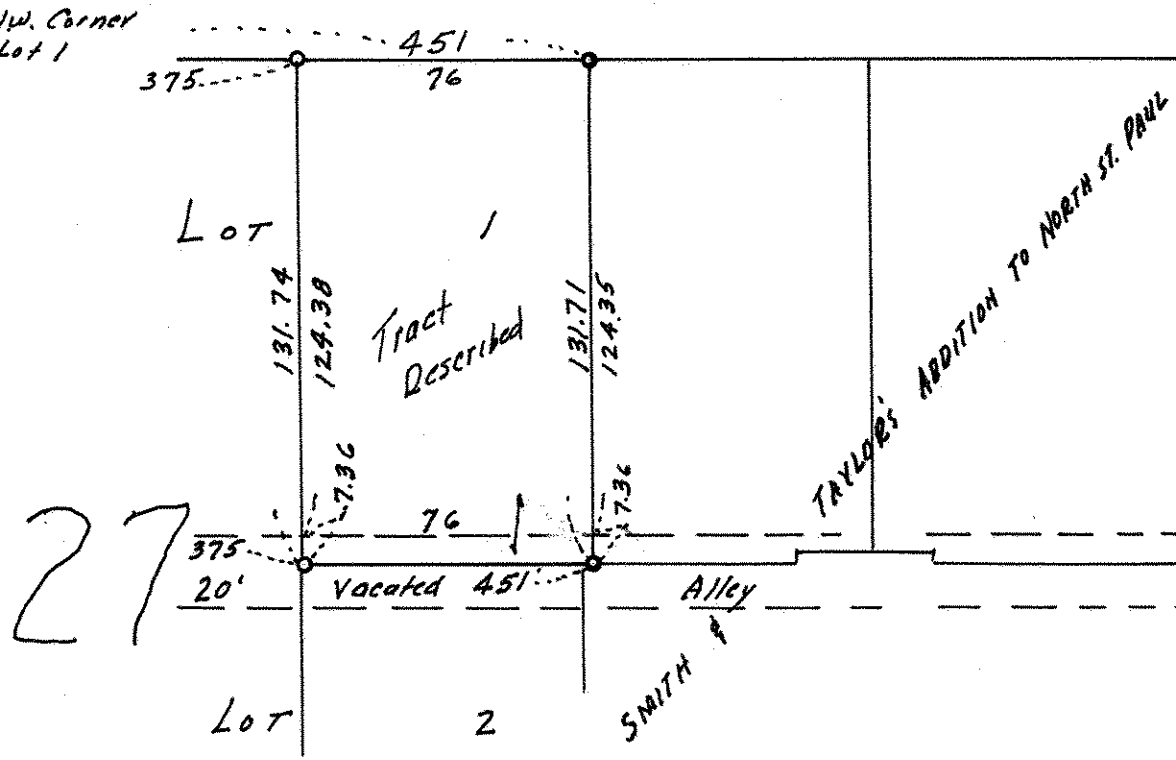 N.W. Corner
Lot 1
451
375
76
LOT
1
131.74
124.38
Tract
Described
131.71
124.35
7.36
7.36
76
27
375
20'
Vacated
451'
Alley
LOT
2
SMITH & TAYLOR'S ADDITION TO NORTH ST. PAUL